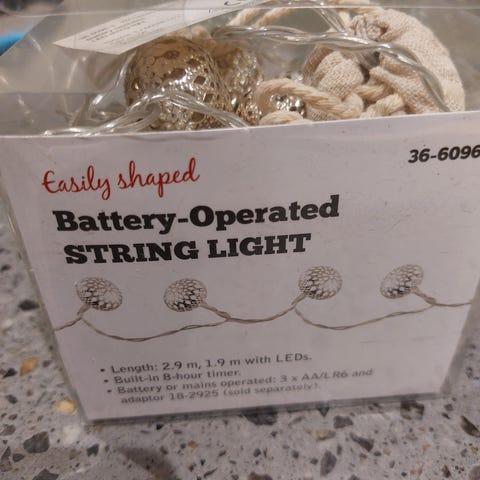 Easily shaped
36-6096
Battery-Operated
STRING LIGHT
• Length: 2.9 m, 1.9 m with LEDs.
• Built-in 8-hour timer.
• Battery or mains operated: 3 x AA/LR6 and
adaptor 18-2925 (sold separately).